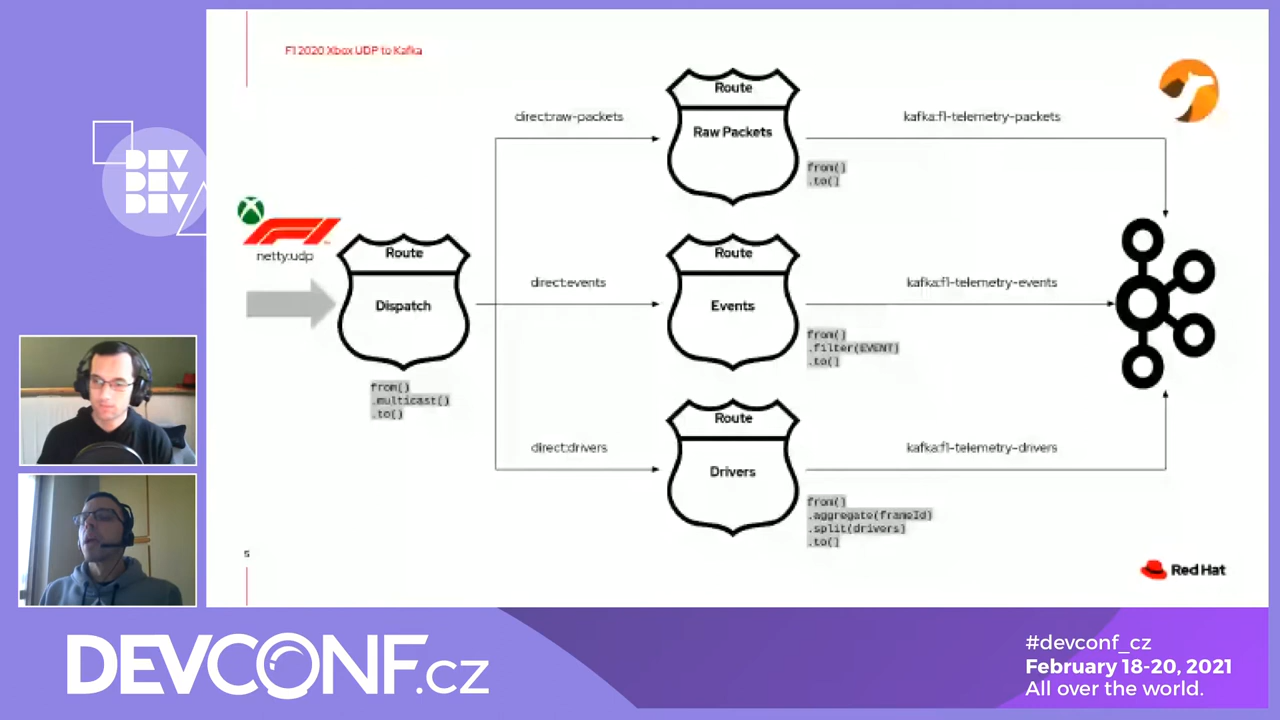 F1 2020 Xbox UDP to Kafka
DEV
DEV
DEV
netty:udp
Route
Dispatch
from()
.multicast()
.to()
direct:raw-packets
Route
Raw Packets
from()
.to()
kafka:f1-telemetry-packets
direct:events
Route
Events
from()
.filter(EVENT)
.to()
kafka:f1-telemetry-events
direct:drivers
Route
Drivers
from()
.aggregate(frameId)
.split(drivers)
.to()
kafka:f1-telemetry-drivers
5
Red Hat
DEVCONF.cz
#devconf_cz
February 18-20, 2021
All over the world.